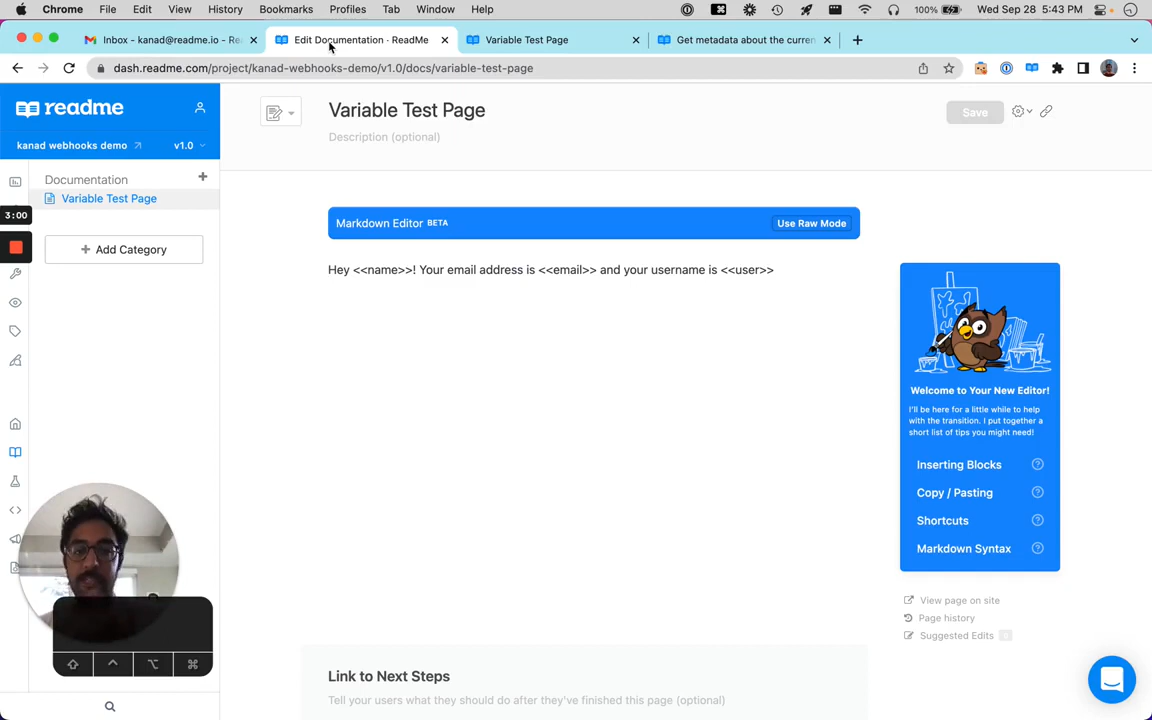 Chrome File Edit View History Bookmarks Profiles Tab Window Help 100% Wed Sep 28 5:43 PM
Inbox - kanad@readme.io - Re Edit Documentation · ReadMe Variable Test Page Get metadata about the curren
dash.readme.com/project/kanad-webhooks-demo/v1.0/docs/variable-test-page
readme
kanad webhooks demo v1.0
Documentation
Variable Test Page
3:00
Add Category
Variable Test Page
Description (optional)
Save
Markdown Editor BETA
Use Raw Mode
Hey <<name>>! Your email address is <<email>> and your username is <<user>>
Welcome to Your New Editor!
I'll be here for a little while to help
with the transition. I put together a
short list of tips you might need!
Inserting Blocks
Copy / Pasting
Shortcuts
Markdown Syntax
View page on site
Page history
Suggested Edits
Link to Next Steps
Tell your users what they should do after they've finished this page (optional)